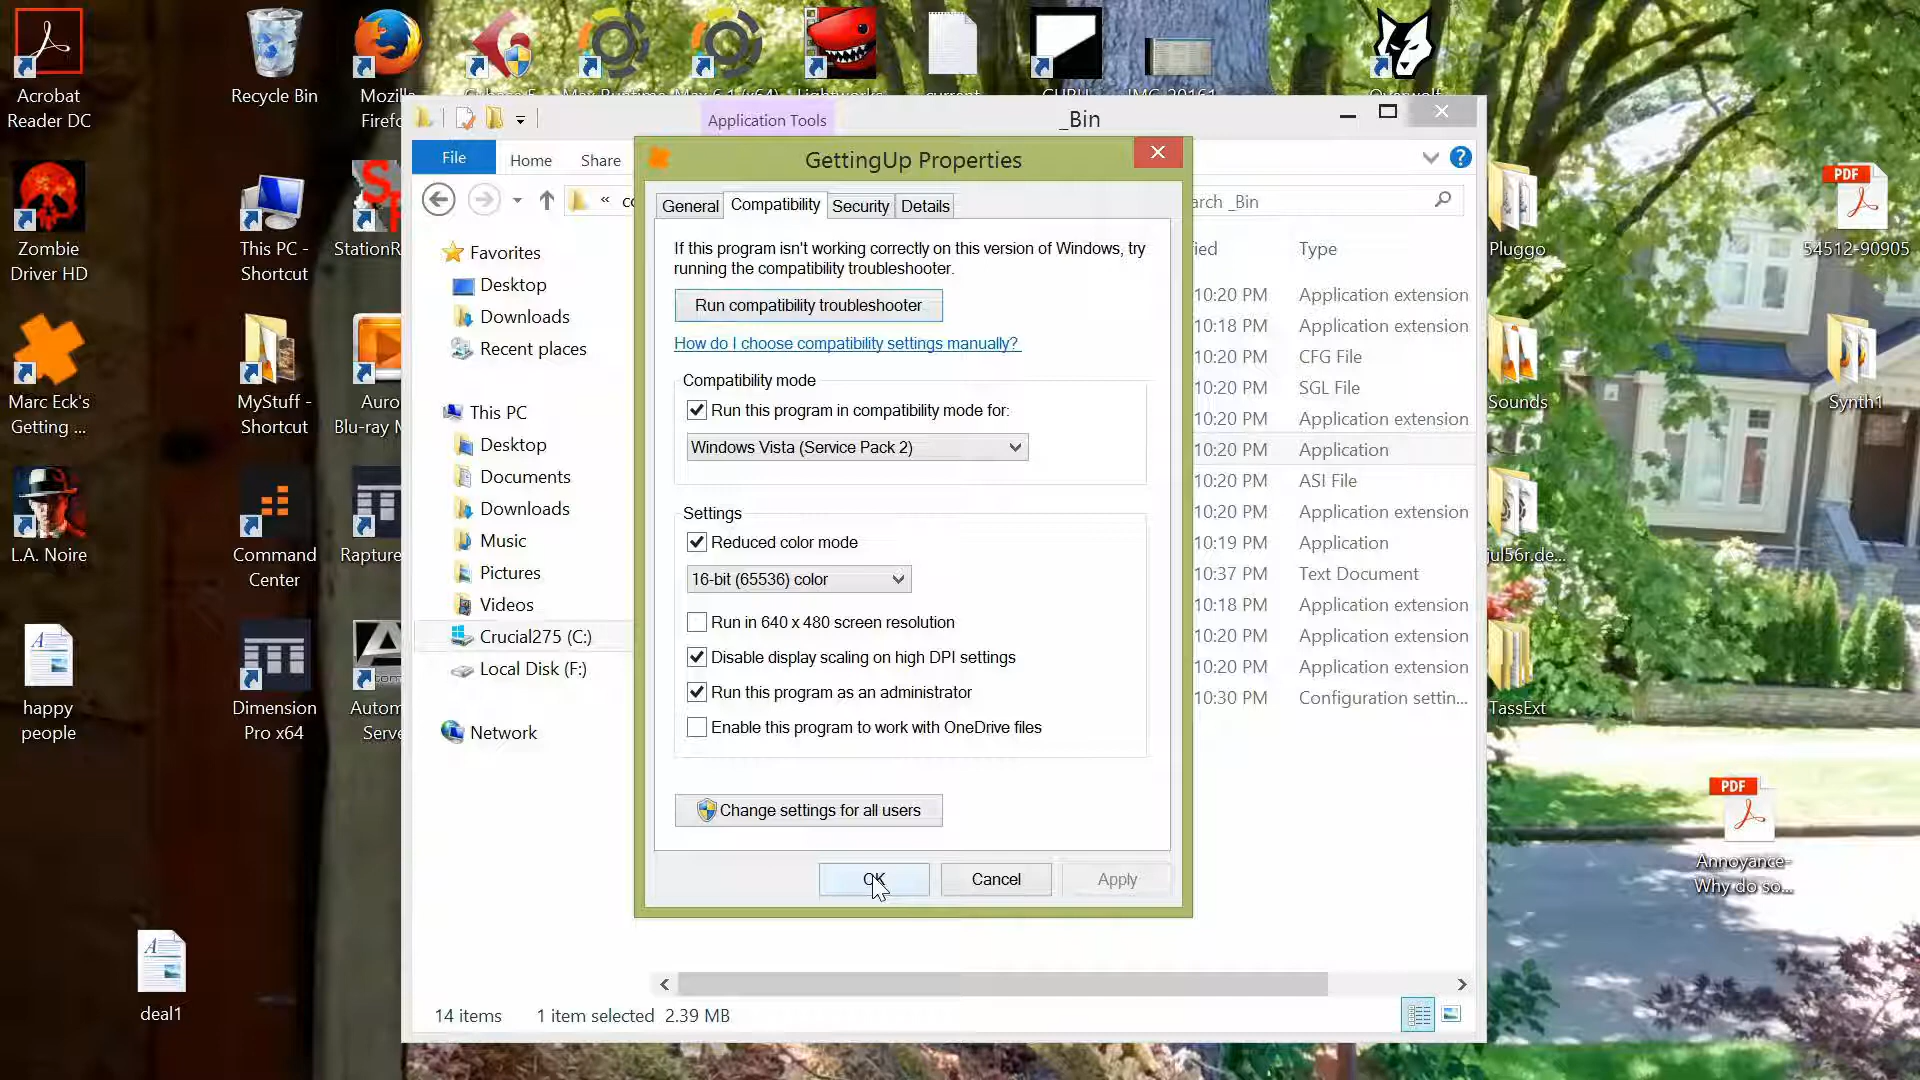 Acrobat
Reader DC
Recycle Bin
Application Tools
_Bin
File
Home
Share
GettingUp Properties
General
Compatibility
Security
Details
If this program isn't working correctly on this version of Windows, try
running the compatibility troubleshooter.
Run compatibility troubleshooter
How do I choose compatibility settings manually?
Compatibility mode
Run this program in compatibility mode for:
Windows Vista (Service Pack 2)
Settings
Reduced color mode
16-bit (65536) color
Run in 640 x 480 screen resolution
Disable display scaling on high DPI settings
Run this program as an administrator
Enable this program to work with OneDrive files
Change settings for all users
OK
Cancel
Apply
Favorites
Desktop
Downloads
Recent places
This PC
Desktop
Documents
Downloads
Music
Pictures
Videos
Crucial275 (C:)
Local Disk (F:)
Network
_Bin
Type
10:20 PM Application extension
10:18 PM Application extension
10:20 PM CFG File
10:20 PM SGL File
10:20 PM Application extension
10:20 PM Application
10:20 PM ASI File
10:20 PM Application extension
10:19 PM Application
10:37 PM Text Document
10:18 PM Application extension
10:20 PM Application extension
10:20 PM Application extension
10:30 PM Configuration settin...
14 items 1 item selected 2.39 MB
Zombie
Driver HD
This PC -
Shortcut
Marc Eck's
Getting ...
MyStuff -
Shortcut
L.A. Noire
Command
Center
happy
people
Dimension
Pro x64
deal1
Pluggo
PDF
54512-90905
Sounds
Synth1
TassExt
PDF
Annoyance-
Why do so...